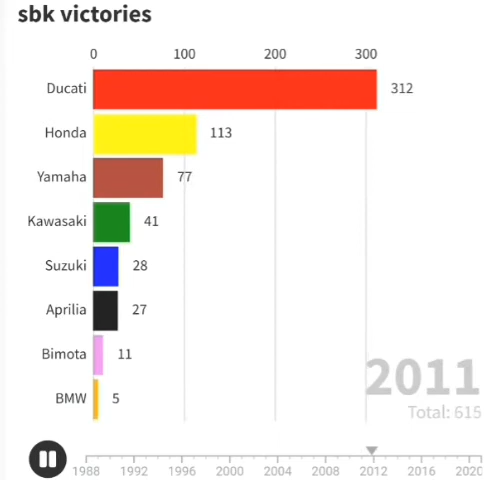 sbk victories
0 100 200 300
Ducati 312
Honda 113
Yamaha 77
Kawasaki 41
Suzuki 28
Aprilia 27
Bimota 11
BMW 5
2011
Total: 615
1988 1992 1996 2000 2004 2008 2012 2016 2020